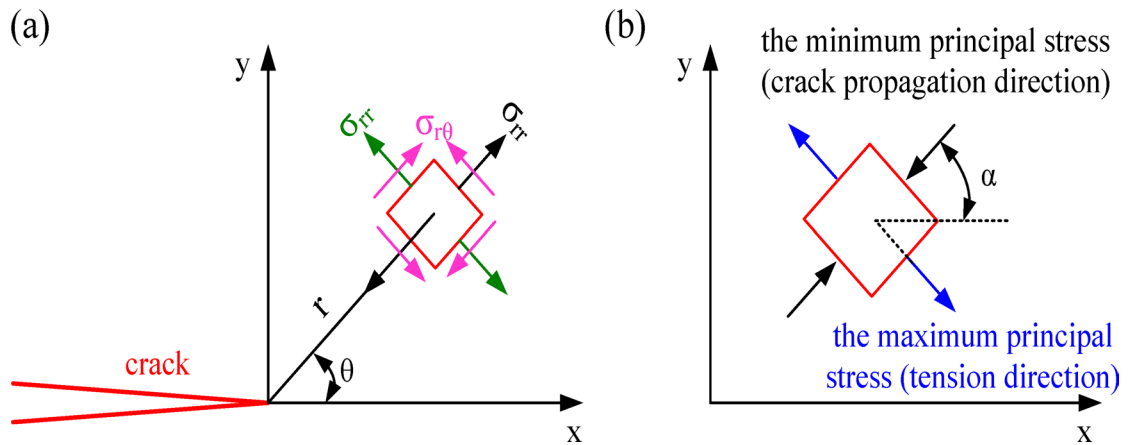 (a)
y
σrr
σrθ
σrr
r
θ
crack
x
(b)
the minimum principal stress
(crack propagation direction)
y
α
the maximum principal
stress (tension direction)
x